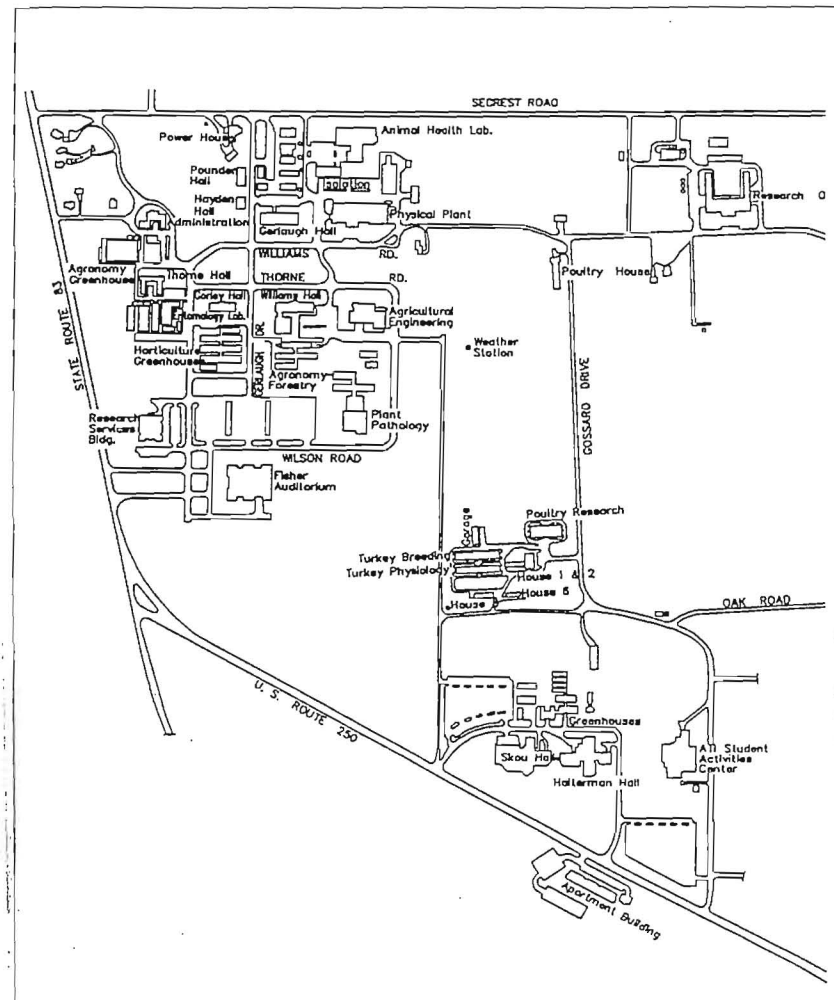 SECREST ROAD
Power House
Animal Health Lab.
Pounden
Hall
Isolation
Hayden
Hall
Administration
Physical Plant
Research
Gerlaugh Hall
WILLIAMS RD.
Agronomy
Greenhouse
Thorne Hall
THORNE RD.
Poultry House
STATE ROUTE 83
Williams Hall
Agricultural
Engineering
GERLAUGH DR.
Weather
Station
GOSSARD DRIVE
Horticulture
Greenhouses
Agronomy
Forestry
Research
Services
Bldg.
Plant
Pathology
WILSON ROAD
Fisher
Auditorium
Garage
Poultry Research
Turkey Breeding
Turkey Physiology
House 1 & 2
House
OAK ROAD
U. S. ROUTE 250
Greenhouses
Skou Hall
Halterman Hall
ATI Student
Activities
Center
Apartment Building